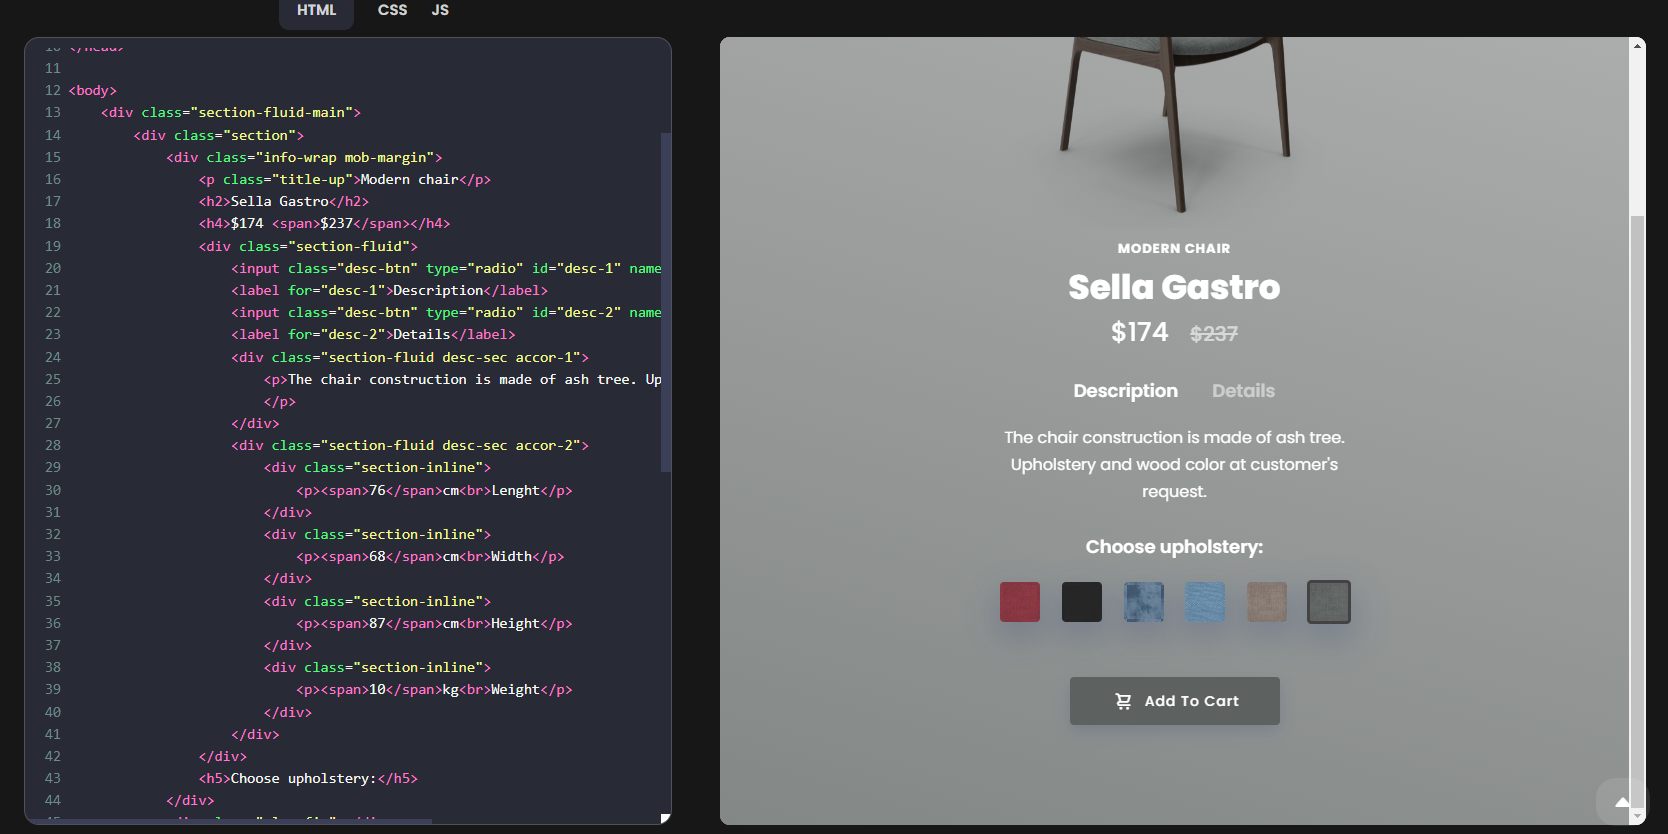 HTML CSS JS
10 </head>
11
12 <body>
13 <div class="section-fluid-main">
14 <div class="section">
15 <div class="info-wrap mob-margin">
16 <p class="title-up">Modern chair</p>
17 <h2>Sella Gastro</h2>
18 <h4>$174 <span>$237</span></h4>
19 <div class="section-fluid">
20 <input class="desc-btn" type="radio" id="desc-1" name
21 <label for="desc-1">Description</label>
22 <input class="desc-btn" type="radio" id="desc-2" name
23 <label for="desc-2">Details</label>
24 <div class="section-fluid desc-sec accor-1">
25 <p>The chair construction is made of ash tree. Up
26 </p>
27 </div>
28 <div class="section-fluid desc-sec accor-2">
29 <div class="section-inline">
30 <p><span>76</span>cm<br>Lenght</p>
31 </div>
32 <div class="section-inline">
33 <p><span>68</span>cm<br>Width</p>
34 </div>
35 <div class="section-inline">
36 <p><span>87</span>cm<br>Height</p>
37 </div>
38 <div class="section-inline">
39 <p><span>10</span>kg<br>Weight</p>
40 </div>
41 </div>
42 </div>
43 <h5>Choose upholstery:</h5>
44 </div>
MODERN CHAIR
Sella Gastro
$174 $237
Description Details
The chair construction is made of ash tree.
Upholstery and wood color at customer's
request.
Choose upholstery:
Add To Cart